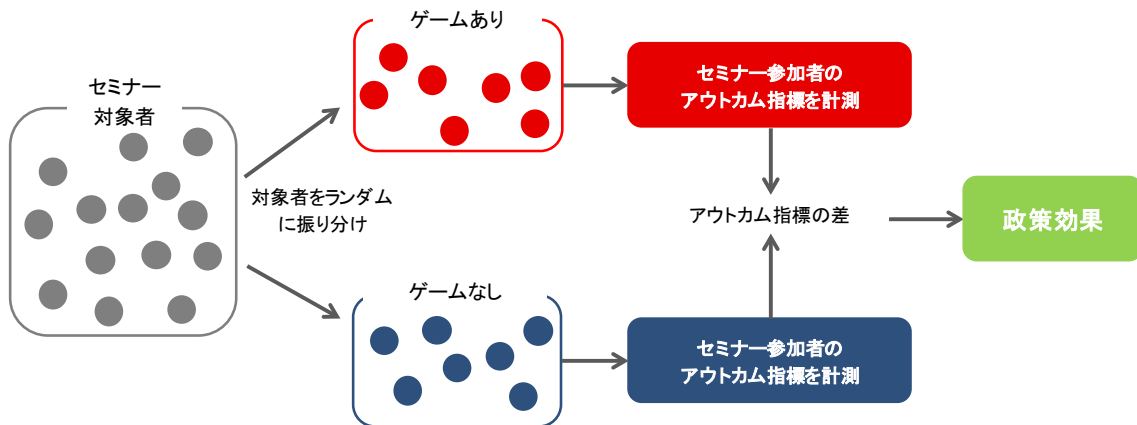 セミナー
対象者
ゲームあり
対象者をランダム
に振り分け
ゲームなし
セミナー参加者の
アウトカム指標を計測
アウトカム指標の差
セミナー参加者の
アウトカム指標を計測
政策効果